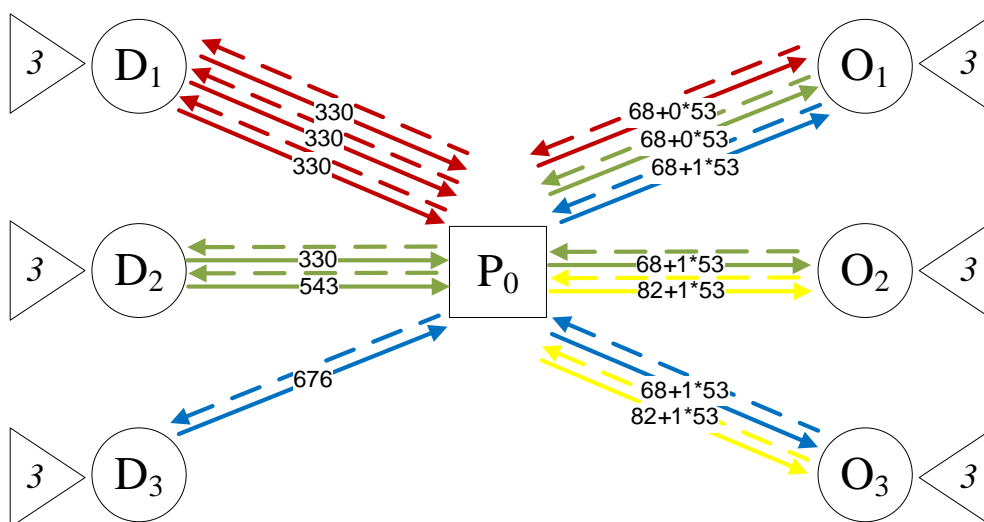 3 D1 330 68+0*53 O1 3
330 68+0*53
330 68+1*53
3 D2 330 P0 68+1*53 O2 3
543 82+1*53
676 68+1*53
82+1*53
3 D3 O3 3